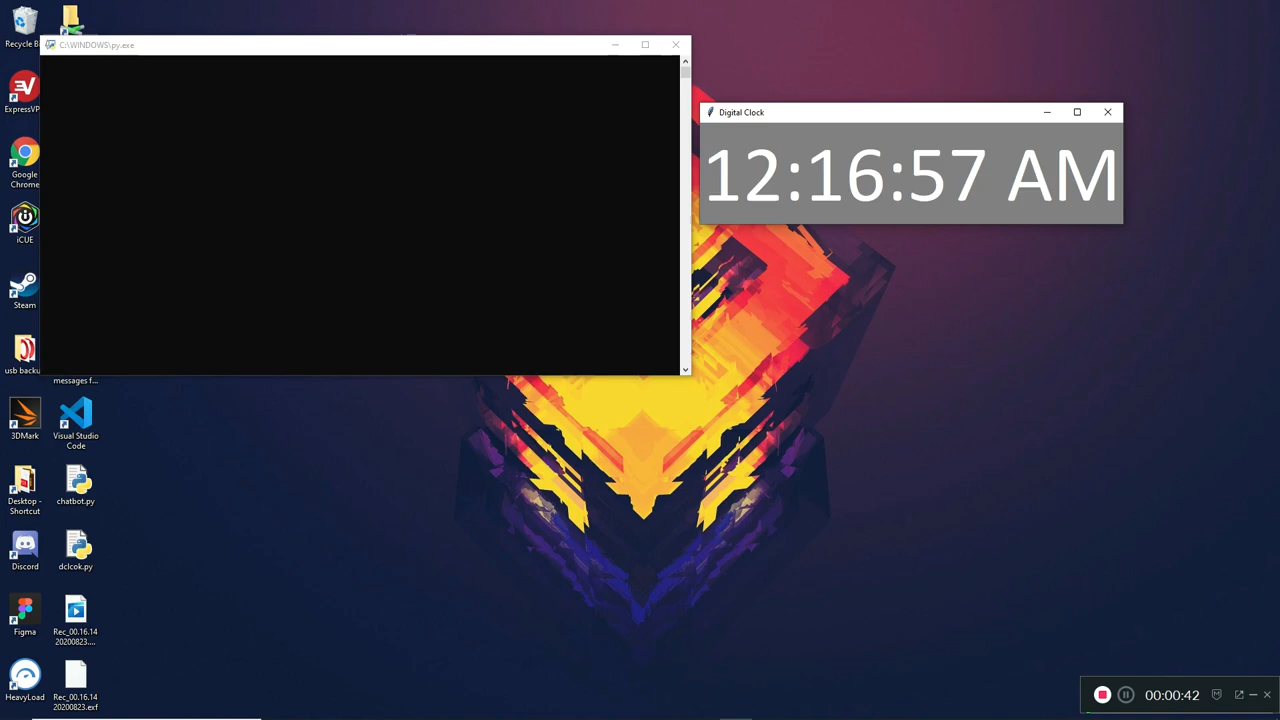 Recycle B
C:\WINDOWS\py.exe
Digital Clock
12:16:57 AM
ExpressVP
Google
Chrome
iCUE
Steam
usb backu
messages f...
3DMark
Visual Studio
Code
Desktop -
Shortcut
chatbot.py
Discord
dclcok.py
Figma
Rec_00.16.14
20200823....
HeavyLoad
Rec_00.16.14
20200823.exf
00:00:42